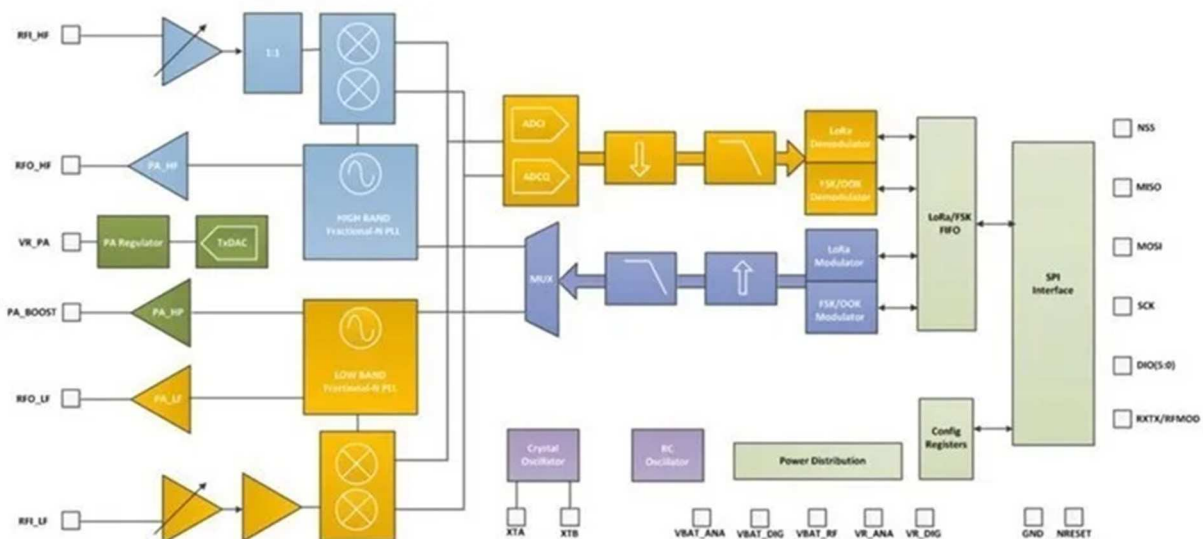 RFI_HF
1:1
RFO_HF
PA_HF
HIGH BAND
Fractional-N PLL
VR_PA
PA Regulator
TxDAC
PA_BOOST
PA_HP
LOW BAND
Fractional-N PLL
RFO_LF
PA_LF
RFI_LF
ADCI
ADCQ
MUX
LoRa
Demodulator
FSK/OOK
Demodulator
LoRa
Modulator
FSK/OOK
Modulator
LoRa/FSK
FIFO
SPI
Interface
NSS
MISO
MOSI
SCK
DIO(5:0)
RXTX/RFMOD
Crystal
Oscillator
RC
Oscillator
Power Distribution
Config
Registers
XTA
XTB
VBAT_ANA
VBAT_DIG
VBAT_RF
VR_ANA
VR_DIG
GND
NRESET